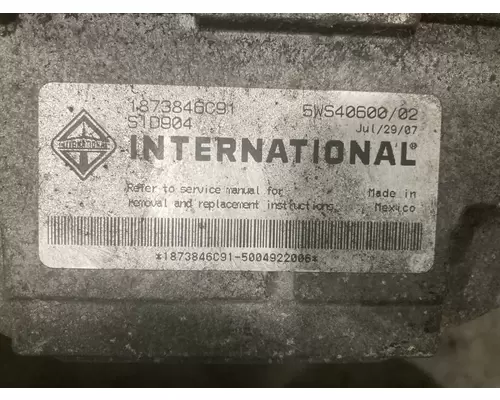 1873846C91 5WS40600/02
S1D904 Jul/29/07
INTERNATIONAL INTERNATIONAL®
Refer to service manual for Made in
removal and replacement instructions. Mexico
*1873846C91-5004922006*